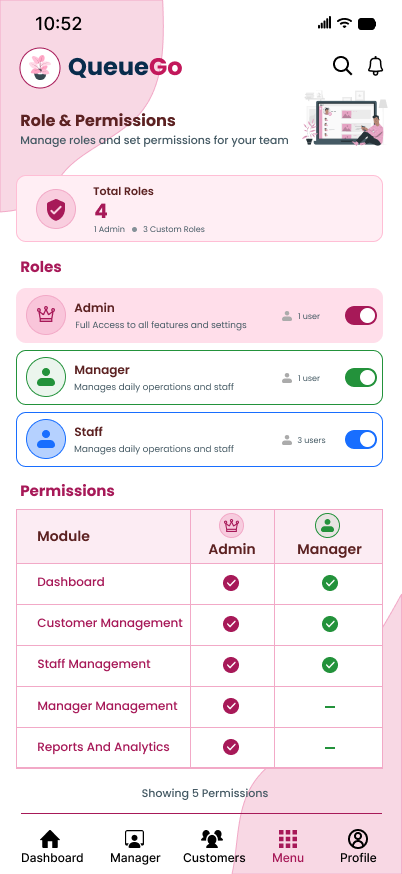 10:52
QueueGo
Role & Permissions
Manage roles and set permissions for your team
Total Roles
4
1 Admin ● 3 Custom Roles
Roles
Admin
Full Access to all features and settings
1 user
Manager
Manages daily operations and staff
1 user
Staff
Manages daily operations and staff
3 users
Permissions
Module Admin Manager
Dashboard
Customer Management
Staff Management
Manager Management –
Reports And Analytics –
Showing 5 Permissions
Dashboard Manager Customers Menu Profile